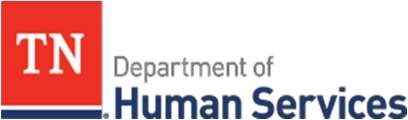 TN
Department of
Human Services